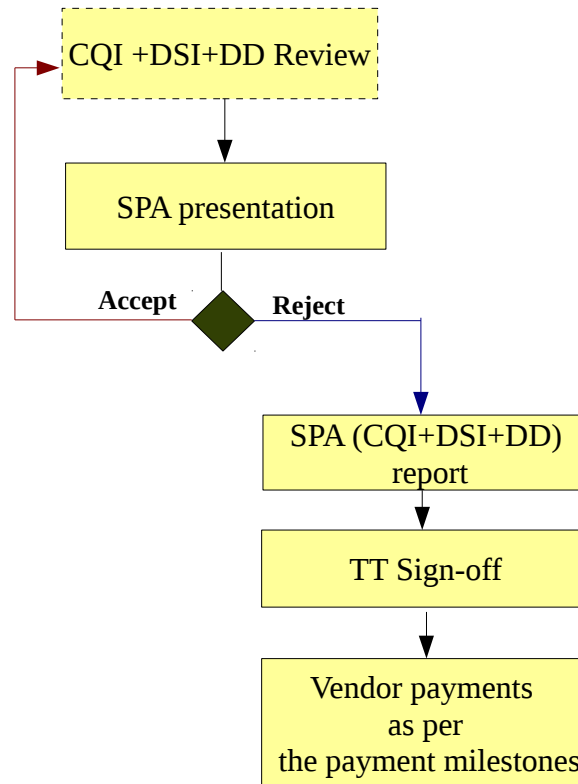 CQI +DSI+DD Review
SPA presentation
Accept
Reject
SPA (CQI+DSI+DD)
report
TT Sign-off
Vendor payments
as per
the payment milestones